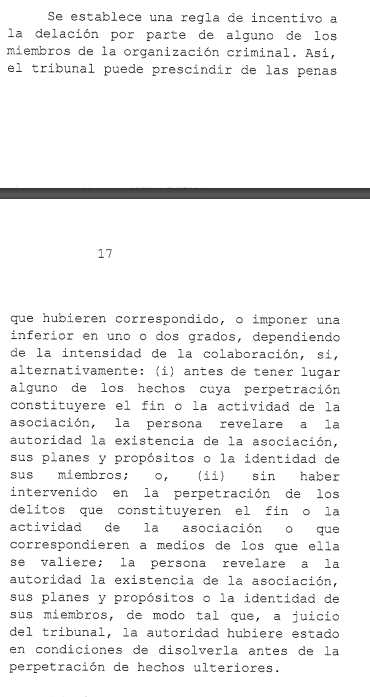 Se establece una regla de incentivo a
la delación por parte de alguno de los
miembros de la organización criminal. Así,
el tribunal puede prescindir de las penas
17
que hubieren correspondido, o imponer una
inferior en uno o dos grados, dependiendo
de la intensidad de la colaboración, si,
alternativamente: (i) antes de tener lugar
alguno de los hechos cuya perpetración
constituyere el fin o la actividad de la
asociación, la persona revelare a la
autoridad la existencia de la asociación,
sus planes y propósitos o la identidad de
sus miembros; o, (ii) sin haber
intervenido en la perpetración de los
delitos que constituyeren el fin o la
actividad de la asociación o que
correspondieren a medios de los que ella
se valiere; la persona revelare a la
autoridad la existencia de la asociación,
sus planes y propósitos o la identidad de
sus miembros, de modo tal que, a juicio
del tribunal, la autoridad hubiere estado
en condiciones de disolverla antes de la
perpetración de hechos ulteriores.